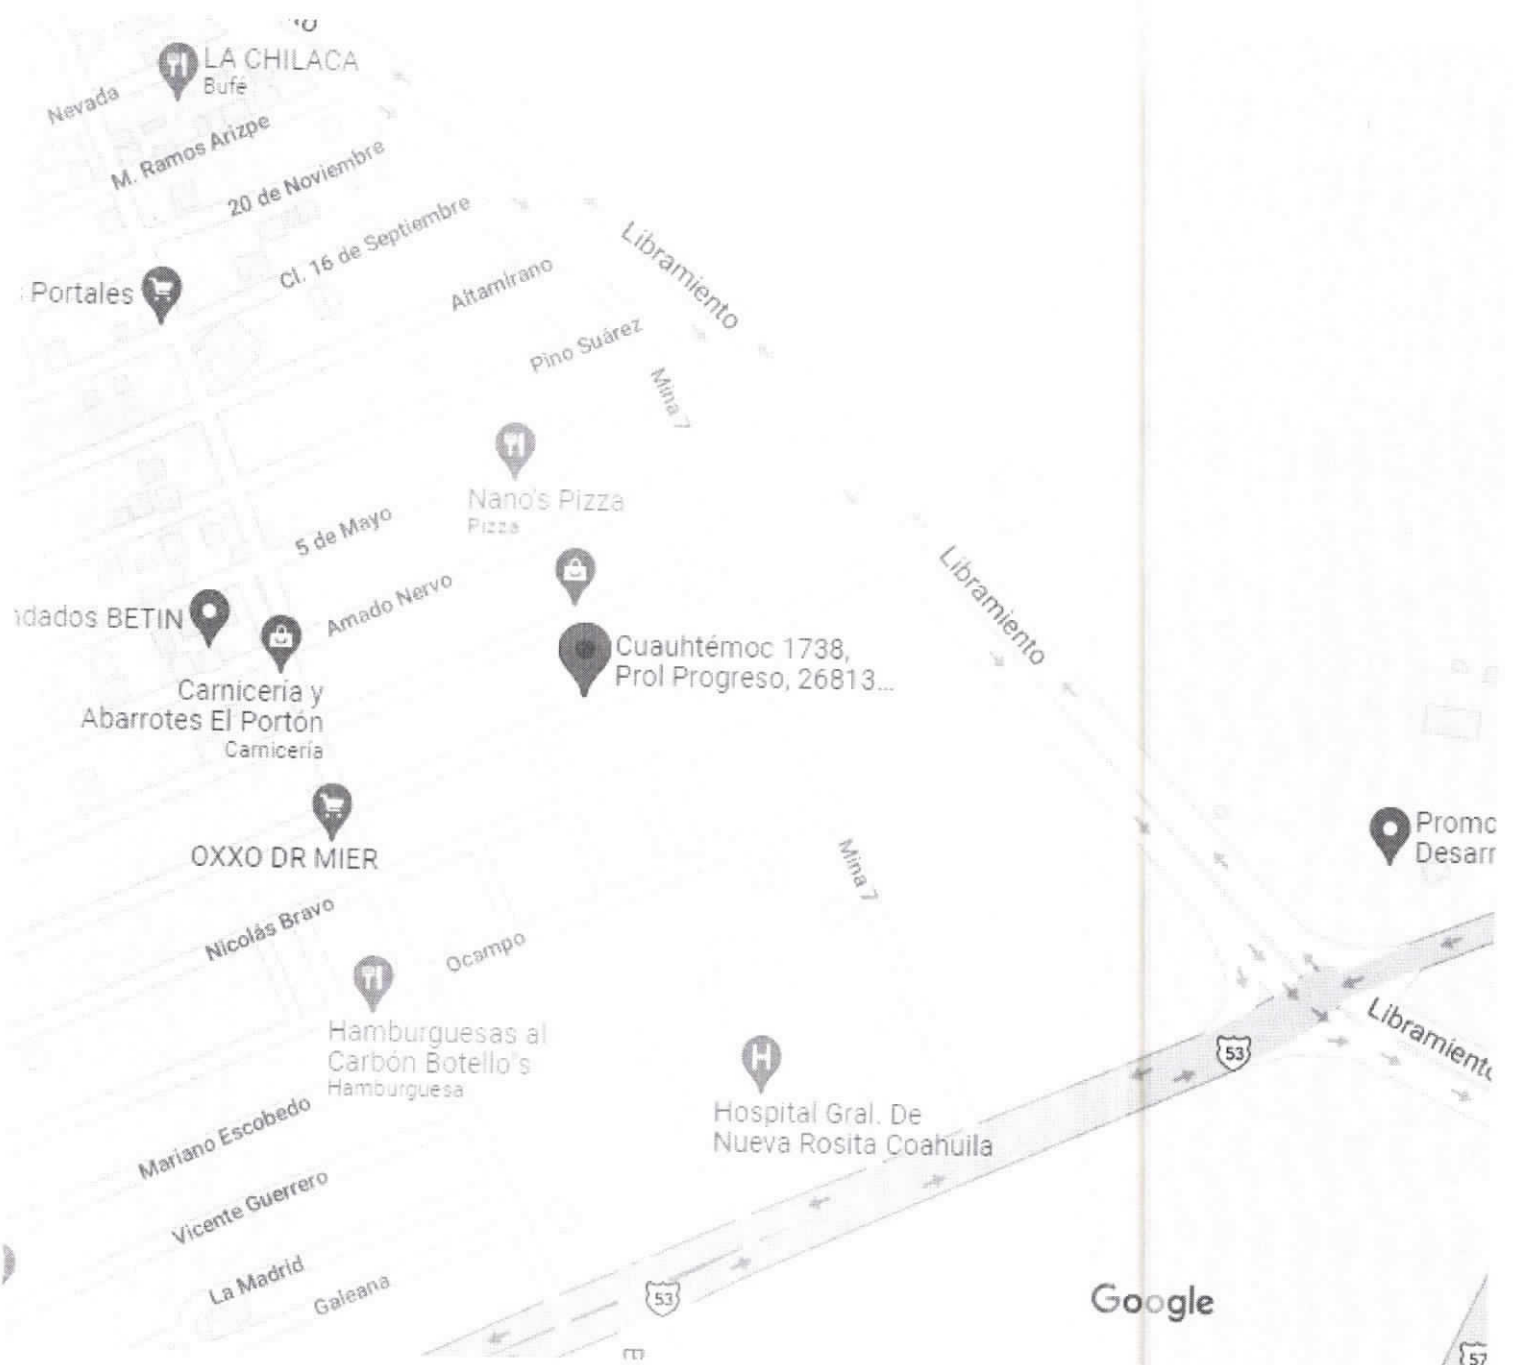 LA CHILACA
Bufé
Nevada
M. Ramos Arizpe
20 de Noviembre
Cl. 16 de Septiembre
Libramiento
Portales
Altamirano
Pino Suárez
Mina 7
Nano's Pizza
Pizza
5 de Mayo
Amado Nervo
Libramiento
ndados BETIN
Cuauhtémoc 1738,
Prol Progreso, 26813...
Carnicería y
Abarrotes El Portón
Carnicería
OXXO DR MIER
Mina 7
Promo
Desarr
Nicolás Bravo
Ocampo
Hamburguesas al
Carbón Botello's
Hamburguesa
Libramiento
53
Hospital Gral. De
Nueva Rosita Coahuila
Mariano Escobedo
Vicente Guerrero
La Madrid
Galeana
53
Google
57